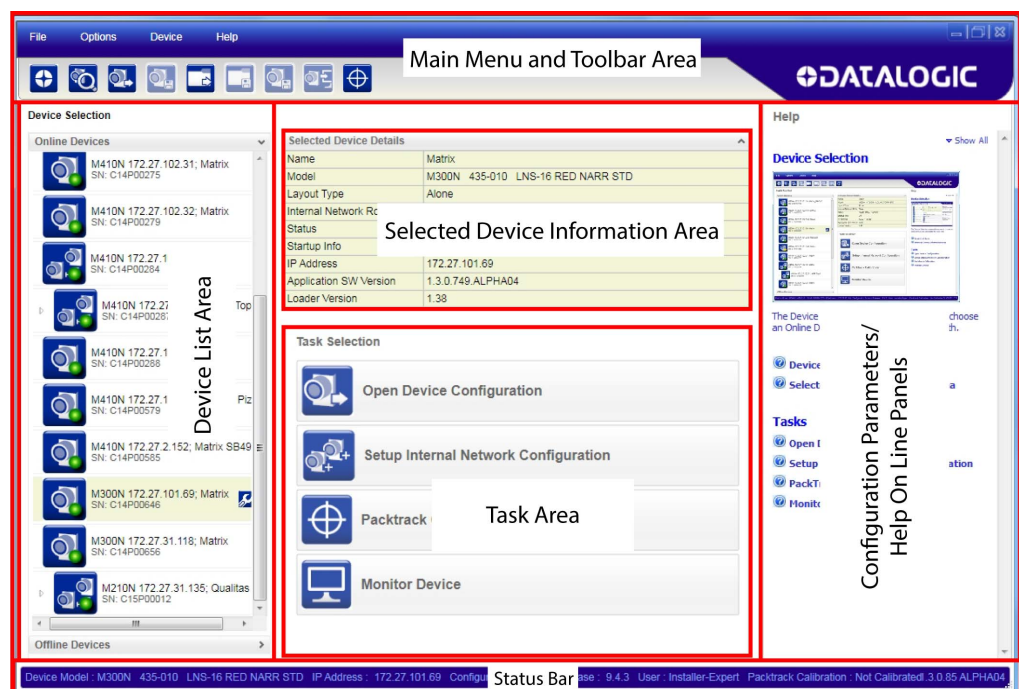 File Options Device Help
Main Menu and Toolbar Area
DATALOGIC
Device Selection
Online Devices
M410N 172.27.102.31; Matrix
SN: C14P00275
M410N 172.27.102.32; Matrix
SN: C14P00279
M410N 172.27.1
SN: C14P00284
M410N 172.27 Top
SN: C14P00287
M410N 172.27.1
SN: C14P00288
M410N 172.27.1 Piz
SN: C14P00579
M410N 172.27.2.152; Matrix SB49
SN: C14P00585
M300N 172.27.101.69; Matrix
SN: C14P00646
M300N 172.27.31.118; Matrix
SN: C14P00656
M210N 172.27.31.135; Qualitas
SN: C15P00012
Offline Devices
Device List Area
Selected Device Details
Name Matrix
Model M300N 435-010 LNS-16 RED NARR STD
Layout Type Alone
Internal Network Ro
Status
Startup Info
IP Address 172.27.101.69
Application SW Version 1.3.0.749.ALPHA04
Loader Version 1.38
Selected Device Information Area
Task Selection
Open Device Configuration
Setup Internal Network Configuration
Packtrack
Monitor Device
Task Area
Help
Show All
Device Selection
The Device choose
an Online D th.
Device
Select a
Tasks
Open
Setup ation
PackT
Monito
Configuration Parameters/
Help On Line Panels
Device Model : M300N 435-010 LNS-16 RED NARR STD IP Address : 172.27.101.69 Configu ase : 9.4.3 User : Installer-Expert Packtrack Calibration : Not Calibrated 1.3.0.85 ALPHA04
Status Bar